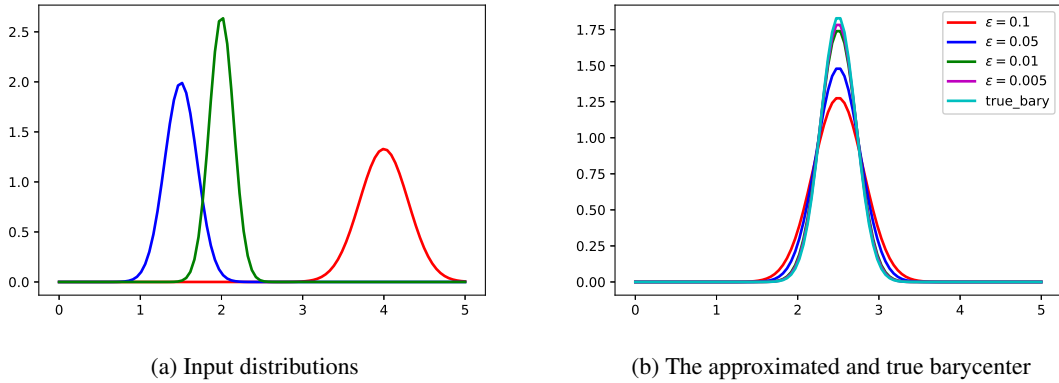 2.5
2.0
1.5
1.0
0.5
0.0
0 1 2 3 4 5
(a) Input distributions
1.75
1.50
1.25
1.00
0.75
0.50
0.25
0.00
0 1 2 3 4 5
ε = 0.1
ε = 0.05
ε = 0.01
ε = 0.005
true_bary
(b) The approximated and true barycenter